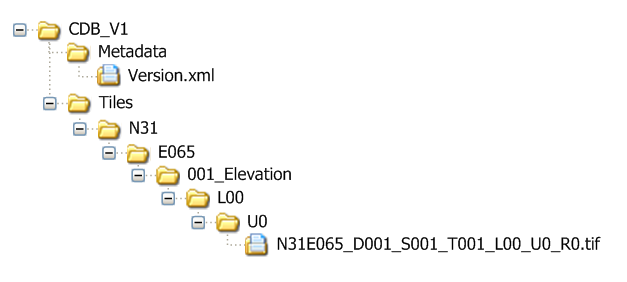 CDB_V1
Metadata
Version.xml
Tiles
N31
E065
001_Elevation
L00
U0
N31E065_D001_S001_T001_L00_U0_R0.tif